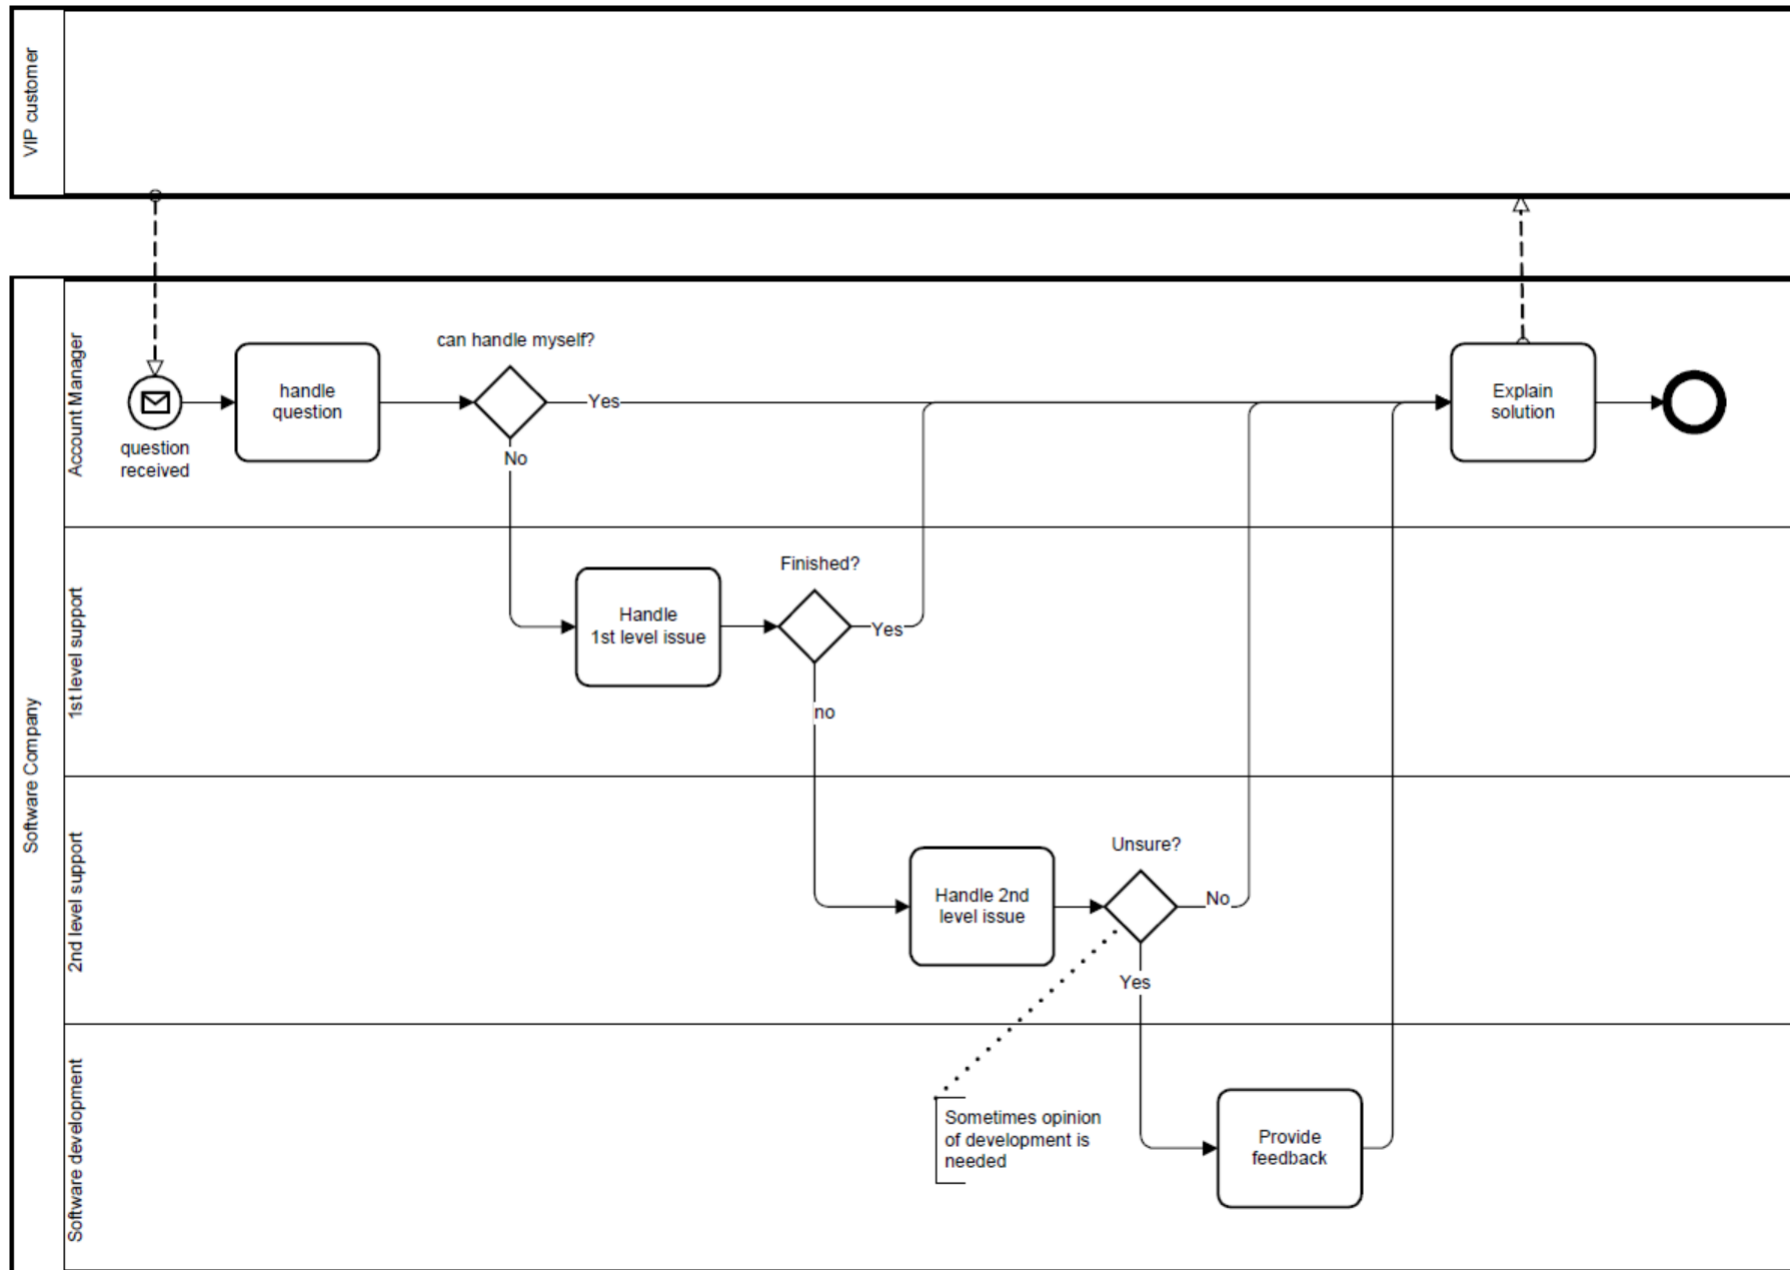 VIP customer
Software Company
Account Manager
question
received
handle
question
can handle myself?
Yes
No
Explain
solution
1st level support
Handle
1st level issue
Finished?
Yes
no
2nd level support
Handle 2nd
level issue
Unsure?
No
Yes
Software development
Sometimes opinion
of development is
needed
Provide
feedback